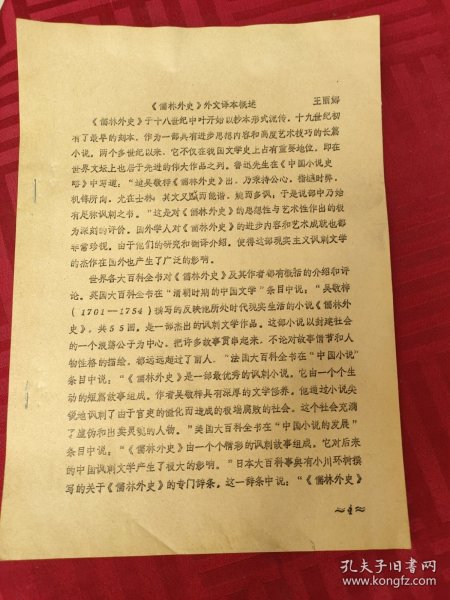 《儒林外史》外文译本概述 王丽娜
《儒林外史》于十八世纪中叶开始以抄本形式流传，十九世纪初
有了最早的刻本。作为一部具有进步思想内容和高度艺术技巧的长篇
小说，两个多世纪以来，它不仅在我国文学史上占有重要地位，即在
世界文坛上也居于先进的伟大作品之列。鲁迅先生在《中国小说史
略》中写道：“迨吴敬梓《儒林外史》出，乃秉持公心，指擿时弊，
机锋所向，尤在士林；其文又慼而能谐，婉而多讽；于是说部中乃始
有足称讽刺之书。”这是对《儒林外史》的思想性与艺术性作出的极
为深刻的评价。国外学人对《儒林外史》的进步内容和艺术成就也都
非常珍视。由于他们的研究和翻译介绍，使得这部现实主义讽刺文学
的杰作在国外也产生了广泛的影响。
世界各大百科全书对《儒林外史》及其作者都有极活的介绍和评
论。英国大百科全书在“清朝时期的中国文学”条目中说：“吴敬梓
（1701—1754）撰写的反映他所处时代现实生活的小说《儒林外
史》，共55回，是一部杰出的讽刺文学作品。这部小说以封建社会
的一个浪荡公子为中心，把许多故事贯串起来，不论对故事情节和人
物性格的描绘，都远远超过了前人。”法国大百科全书在“中国小说”
条目中说：“《儒林外史》是一部最优秀的讽刺小说。它由一个个生
动的短篇故事组成。作者吴敬梓具有深厚的文学修养。他通过小说尖
锐地讽刺了由于官吏的僵化而造成的极端腐败的社会。这个社会充满
了虚伪和出卖灵魂的人物。”美国大百科全书在“中国小说的发展”
条目中说：“《儒林外史》由一个个精彩的讽刺故事组成，它对后来
的中国讽刺文学产生了极大的影响。”日本大百科事典有小川环树撰
写的关于《儒林外史》的专门辞条。这一辞条中说：“《儒林外史》
孔夫子旧书网
www.kongfz.com